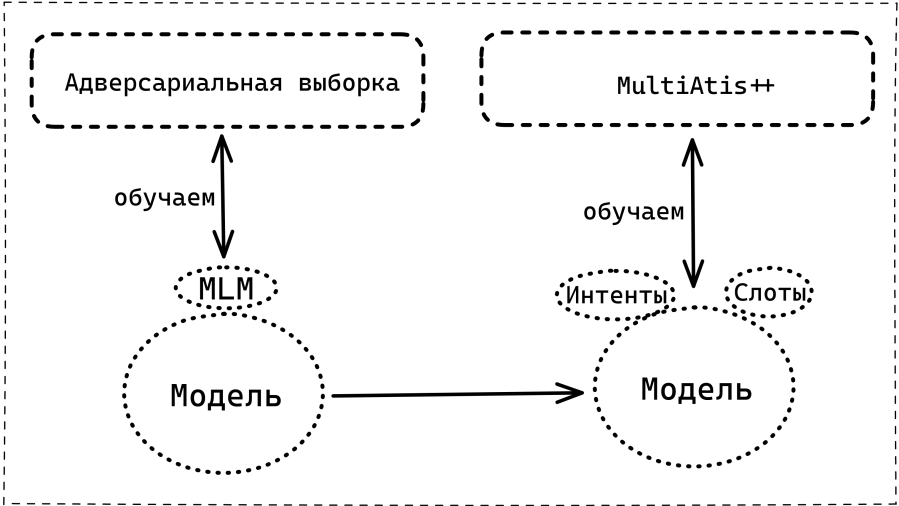 Адверсариальная выборка
MultiAtis++
обучаем
обучаем
MLM
Интенты
Слоты
Модель
Модель